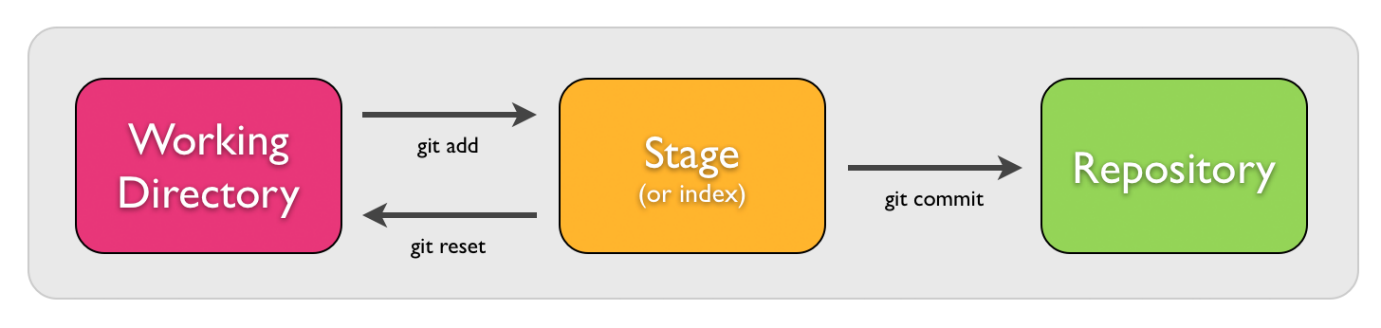 Working
Directory
git add
git reset
Stage
(or index)
git commit
Repository